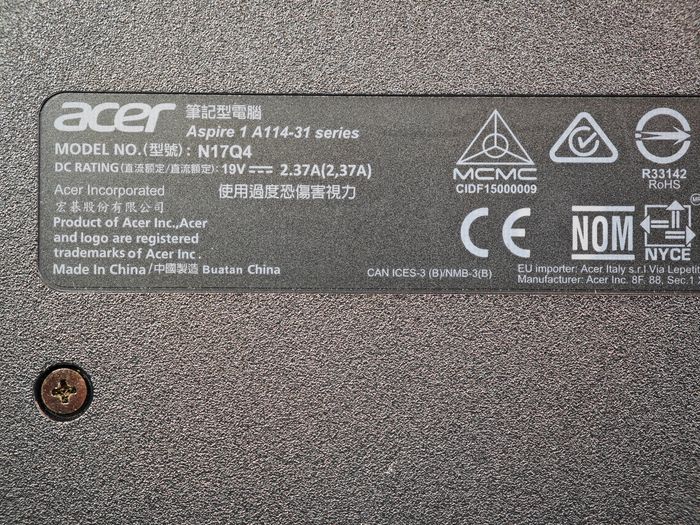 acer 筆記型電腦
Aspire 1 A114-31 series
MODEL NO.(型號): N17Q4
DC RATING(直流額定/直流額定): 19V 2.37A(2,37A)
Acer Incorporated 使用過度恐傷害視力
宏碁股份有限公司
Product of Acer Inc.,Acer
and logo are registered
trademarks of Acer Inc.
Made In China/中國製造 Buatan China
CAN ICES-3 (B)/NMB-3(B)
MCMC
CIDF15000009
R33142
RoHS
CE
NOM
NYCE
EU importer: Acer Italy s.r.l.Via
Manufacturer: Acer Inc. 8F, 88, Sec.1